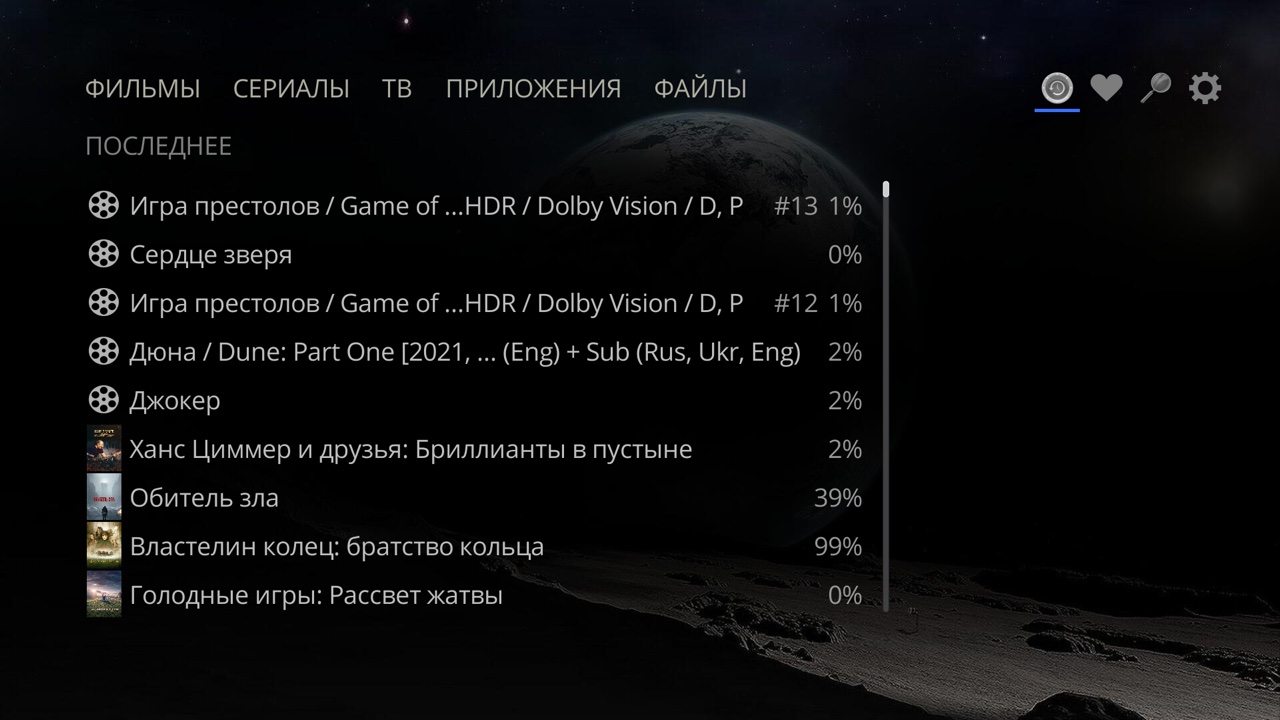 ФИЛЬМЫ СЕРИАЛЫ ТВ ПРИЛОЖЕНИЯ ФАЙЛЫ
ПОСЛЕДНЕЕ
Игра престолов / Game of ...HDR / Dolby Vision / D, P #13 1%
Сердце зверя 0%
Игра престолов / Game of ...HDR / Dolby Vision / D, P #12 1%
Дюна / Dune: Part One [2021, ... (Eng) + Sub (Rus, Ukr, Eng) 2%
Джокер 2%
Ханс Циммер и друзья: Бриллианты в пустыне 2%
Обитель зла 39%
Властелин колец: братство кольца 99%
Голодные игры: Рассвет жатвы 0%